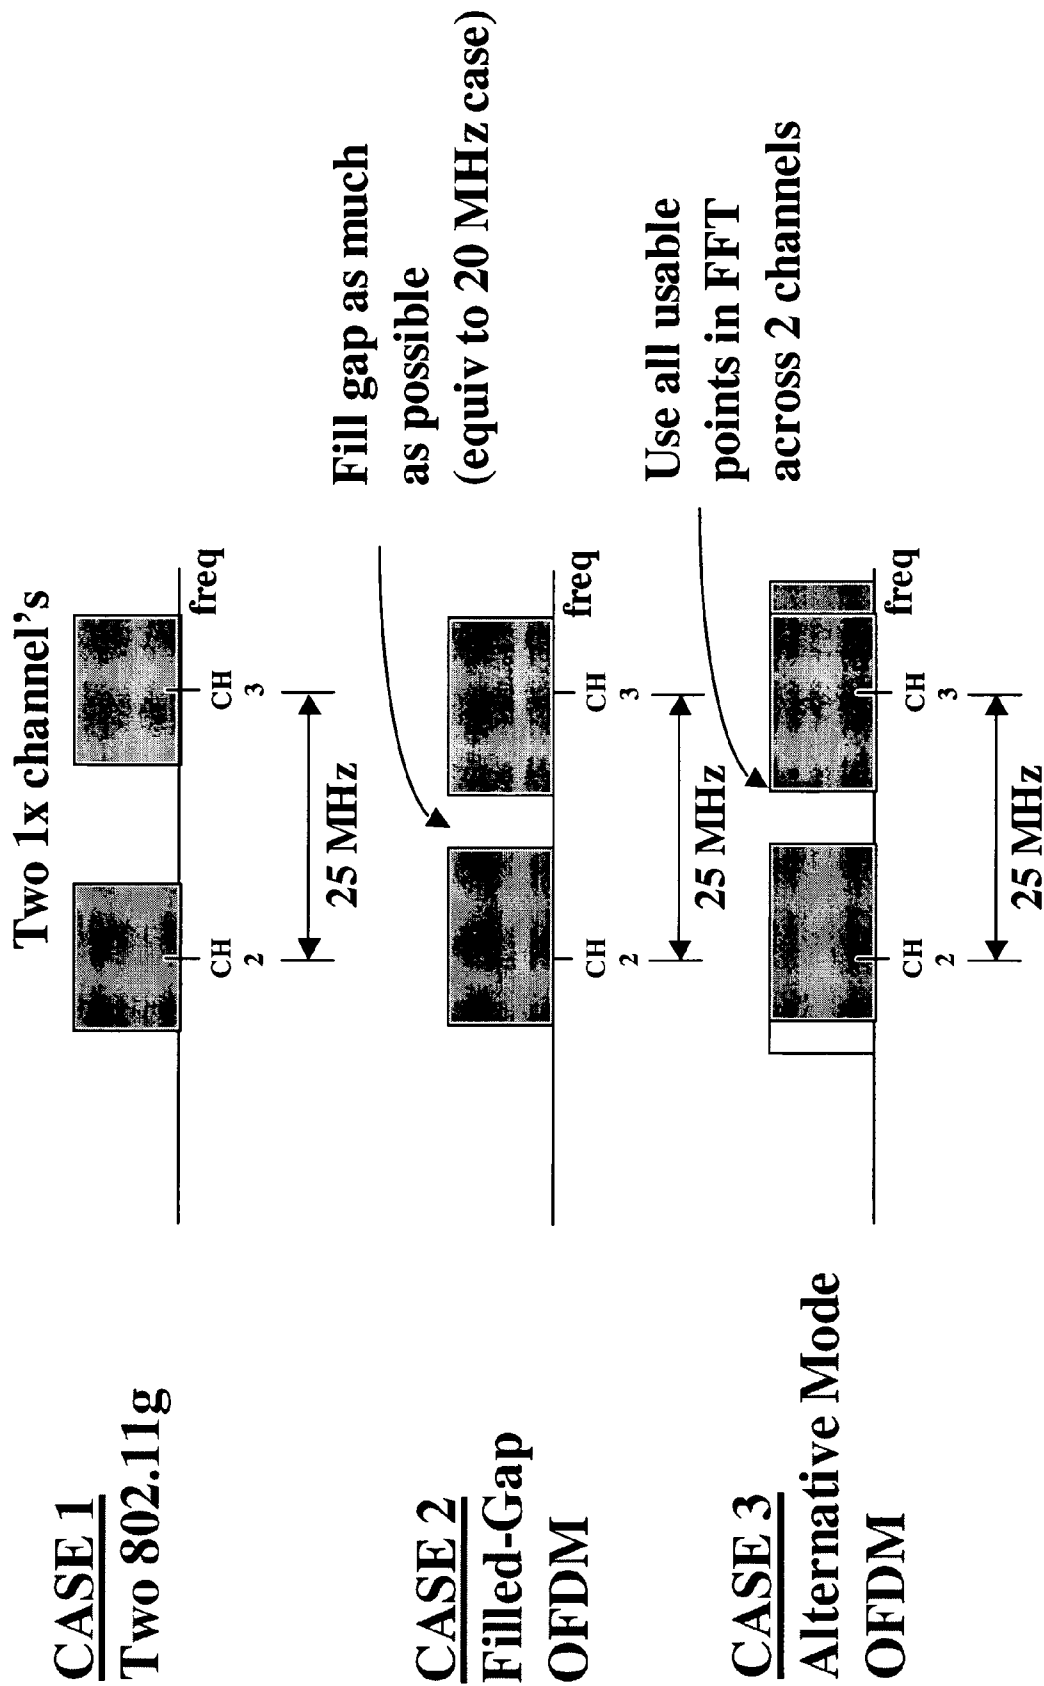 CASE 1
Two 802.11g
Two 1x channel's
CH
2
CH
3
freq
25 MHz
CASE 2
Filled-Gap
OFDM
Fill gap as much
as possible
(equiv to 20 MHz case)
CH
2
CH
3
freq
25 MHz
CASE 3
Alternative Mode
OFDM
Use all usable
points in FFT
across 2 channels
CH
2
CH
3
freq
25 MHz